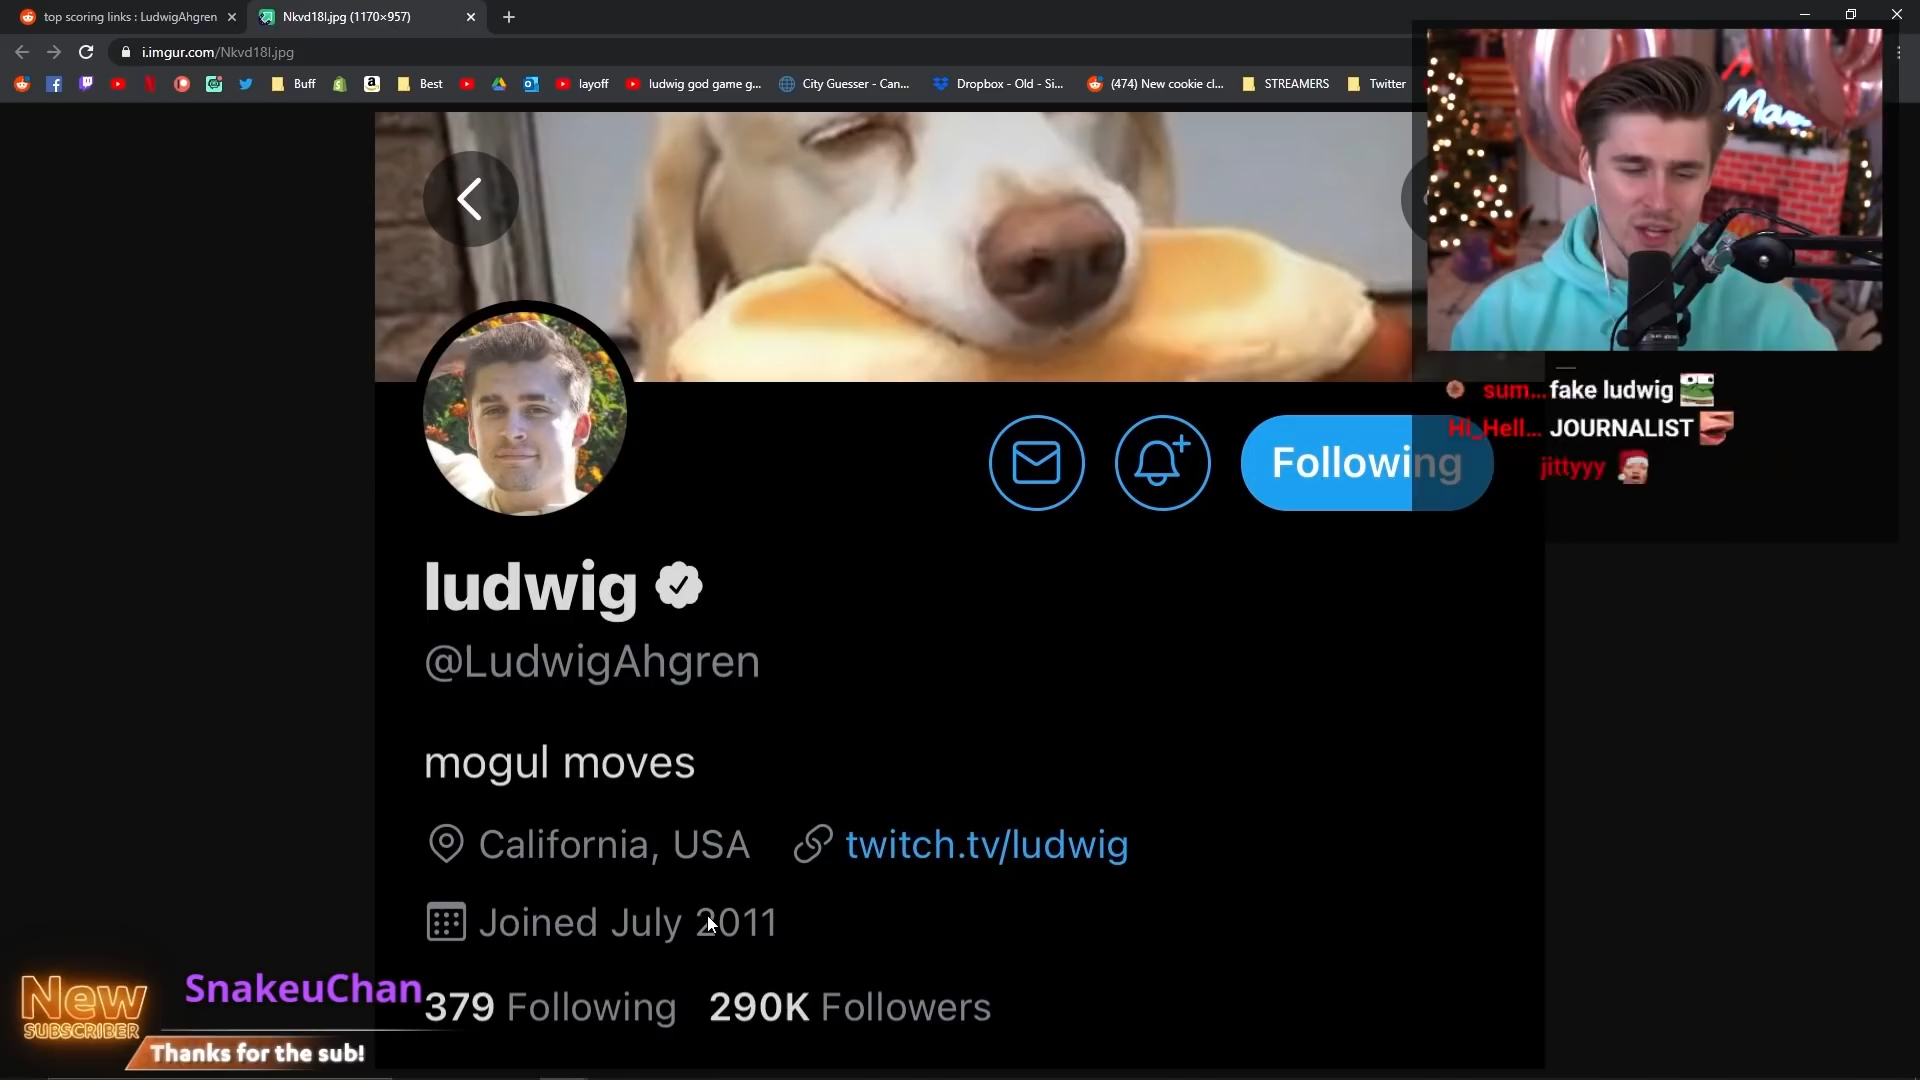 top scoring links : LudwigAhgren
Nkvd18l.jpg (1170×957)
i.imgur.com/Nkvd18l.jpg
Buff
Best
layoff
ludwig god game g...
City Guesser - Can...
Dropbox - Old - Si...
(474) New cookie cl...
STREAMERS
Twitter
sum... fake ludwig
Hi_Hell... JOURNALIST
jittyyy
Following
ludwig
@LudwigAhgren
mogul moves
California, USA twitch.tv/ludwig
Joined July 2011
379 Following 290K Followers
New
SUBSCRIBER
SnakeuChan
Thanks for the sub!